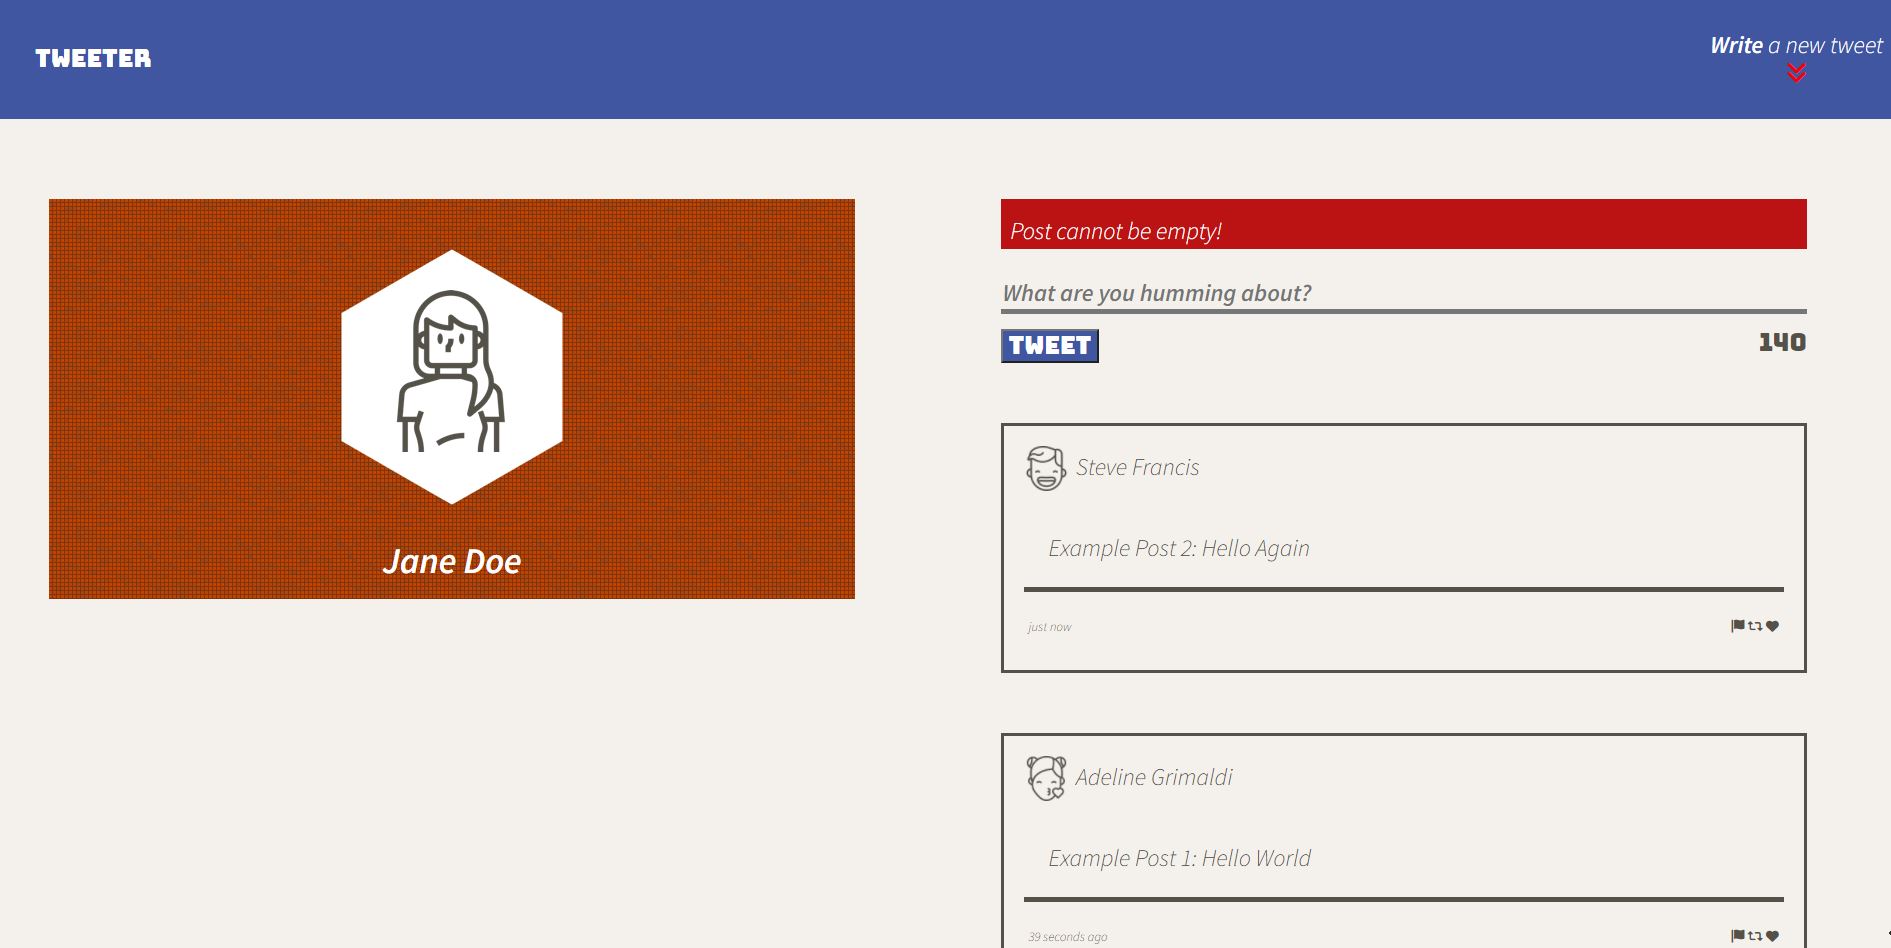 TWEETER
Write a new tweet
Jane Doe
Post cannot be empty!
What are you humming about?
TWEET
140
Steve Francis
Example Post 2: Hello Again
just now
Adeline Grimaldi
Example Post 1: Hello World
39 seconds ago